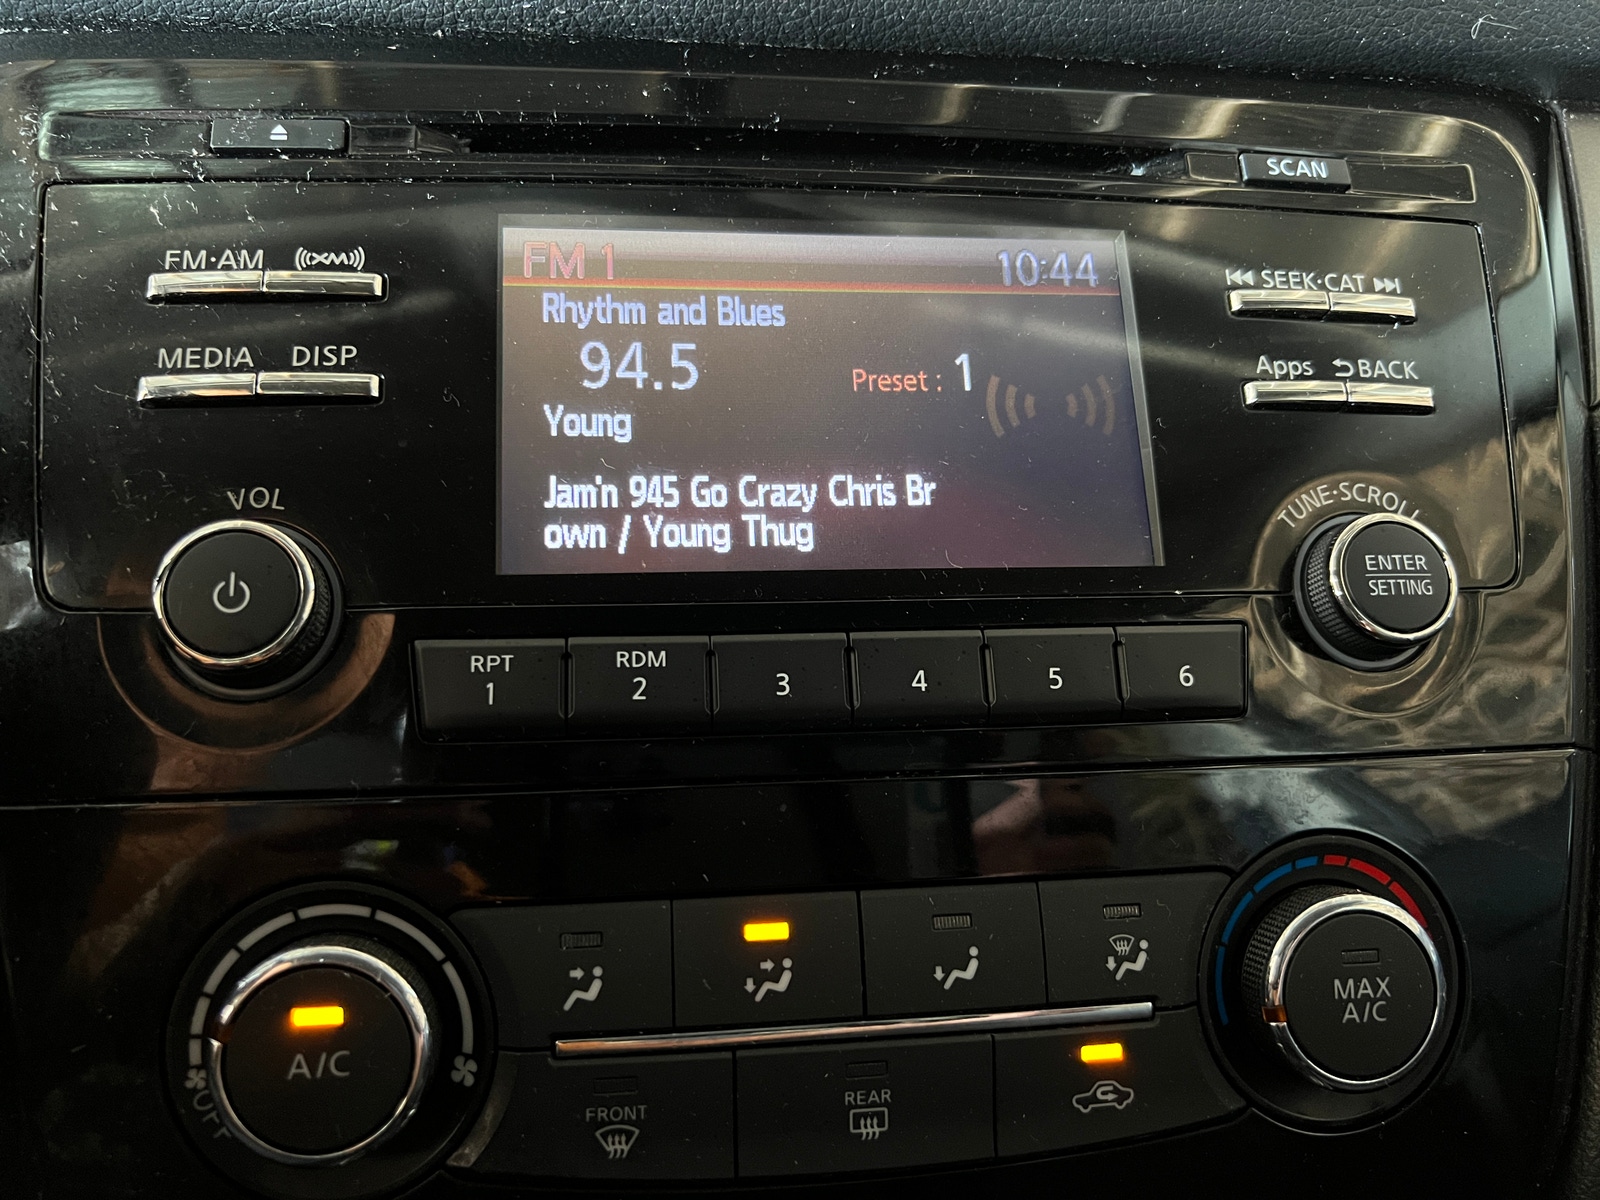 SCAN
FM·AM
XM
SEEK·CAT
MEDIA
DISP
Apps
BACK
FM 1
10:44
Rhythm and Blues
94.5
Preset : 1
Young
Jam'n 945 Go Crazy Chris Br
own / Young Thug
VOL
TUNE·SCROLL
ENTER
SETTING
RPT
1
RDM
2
3
4
5
6
A/C
OFF
MAX
A/C
FRONT
REAR